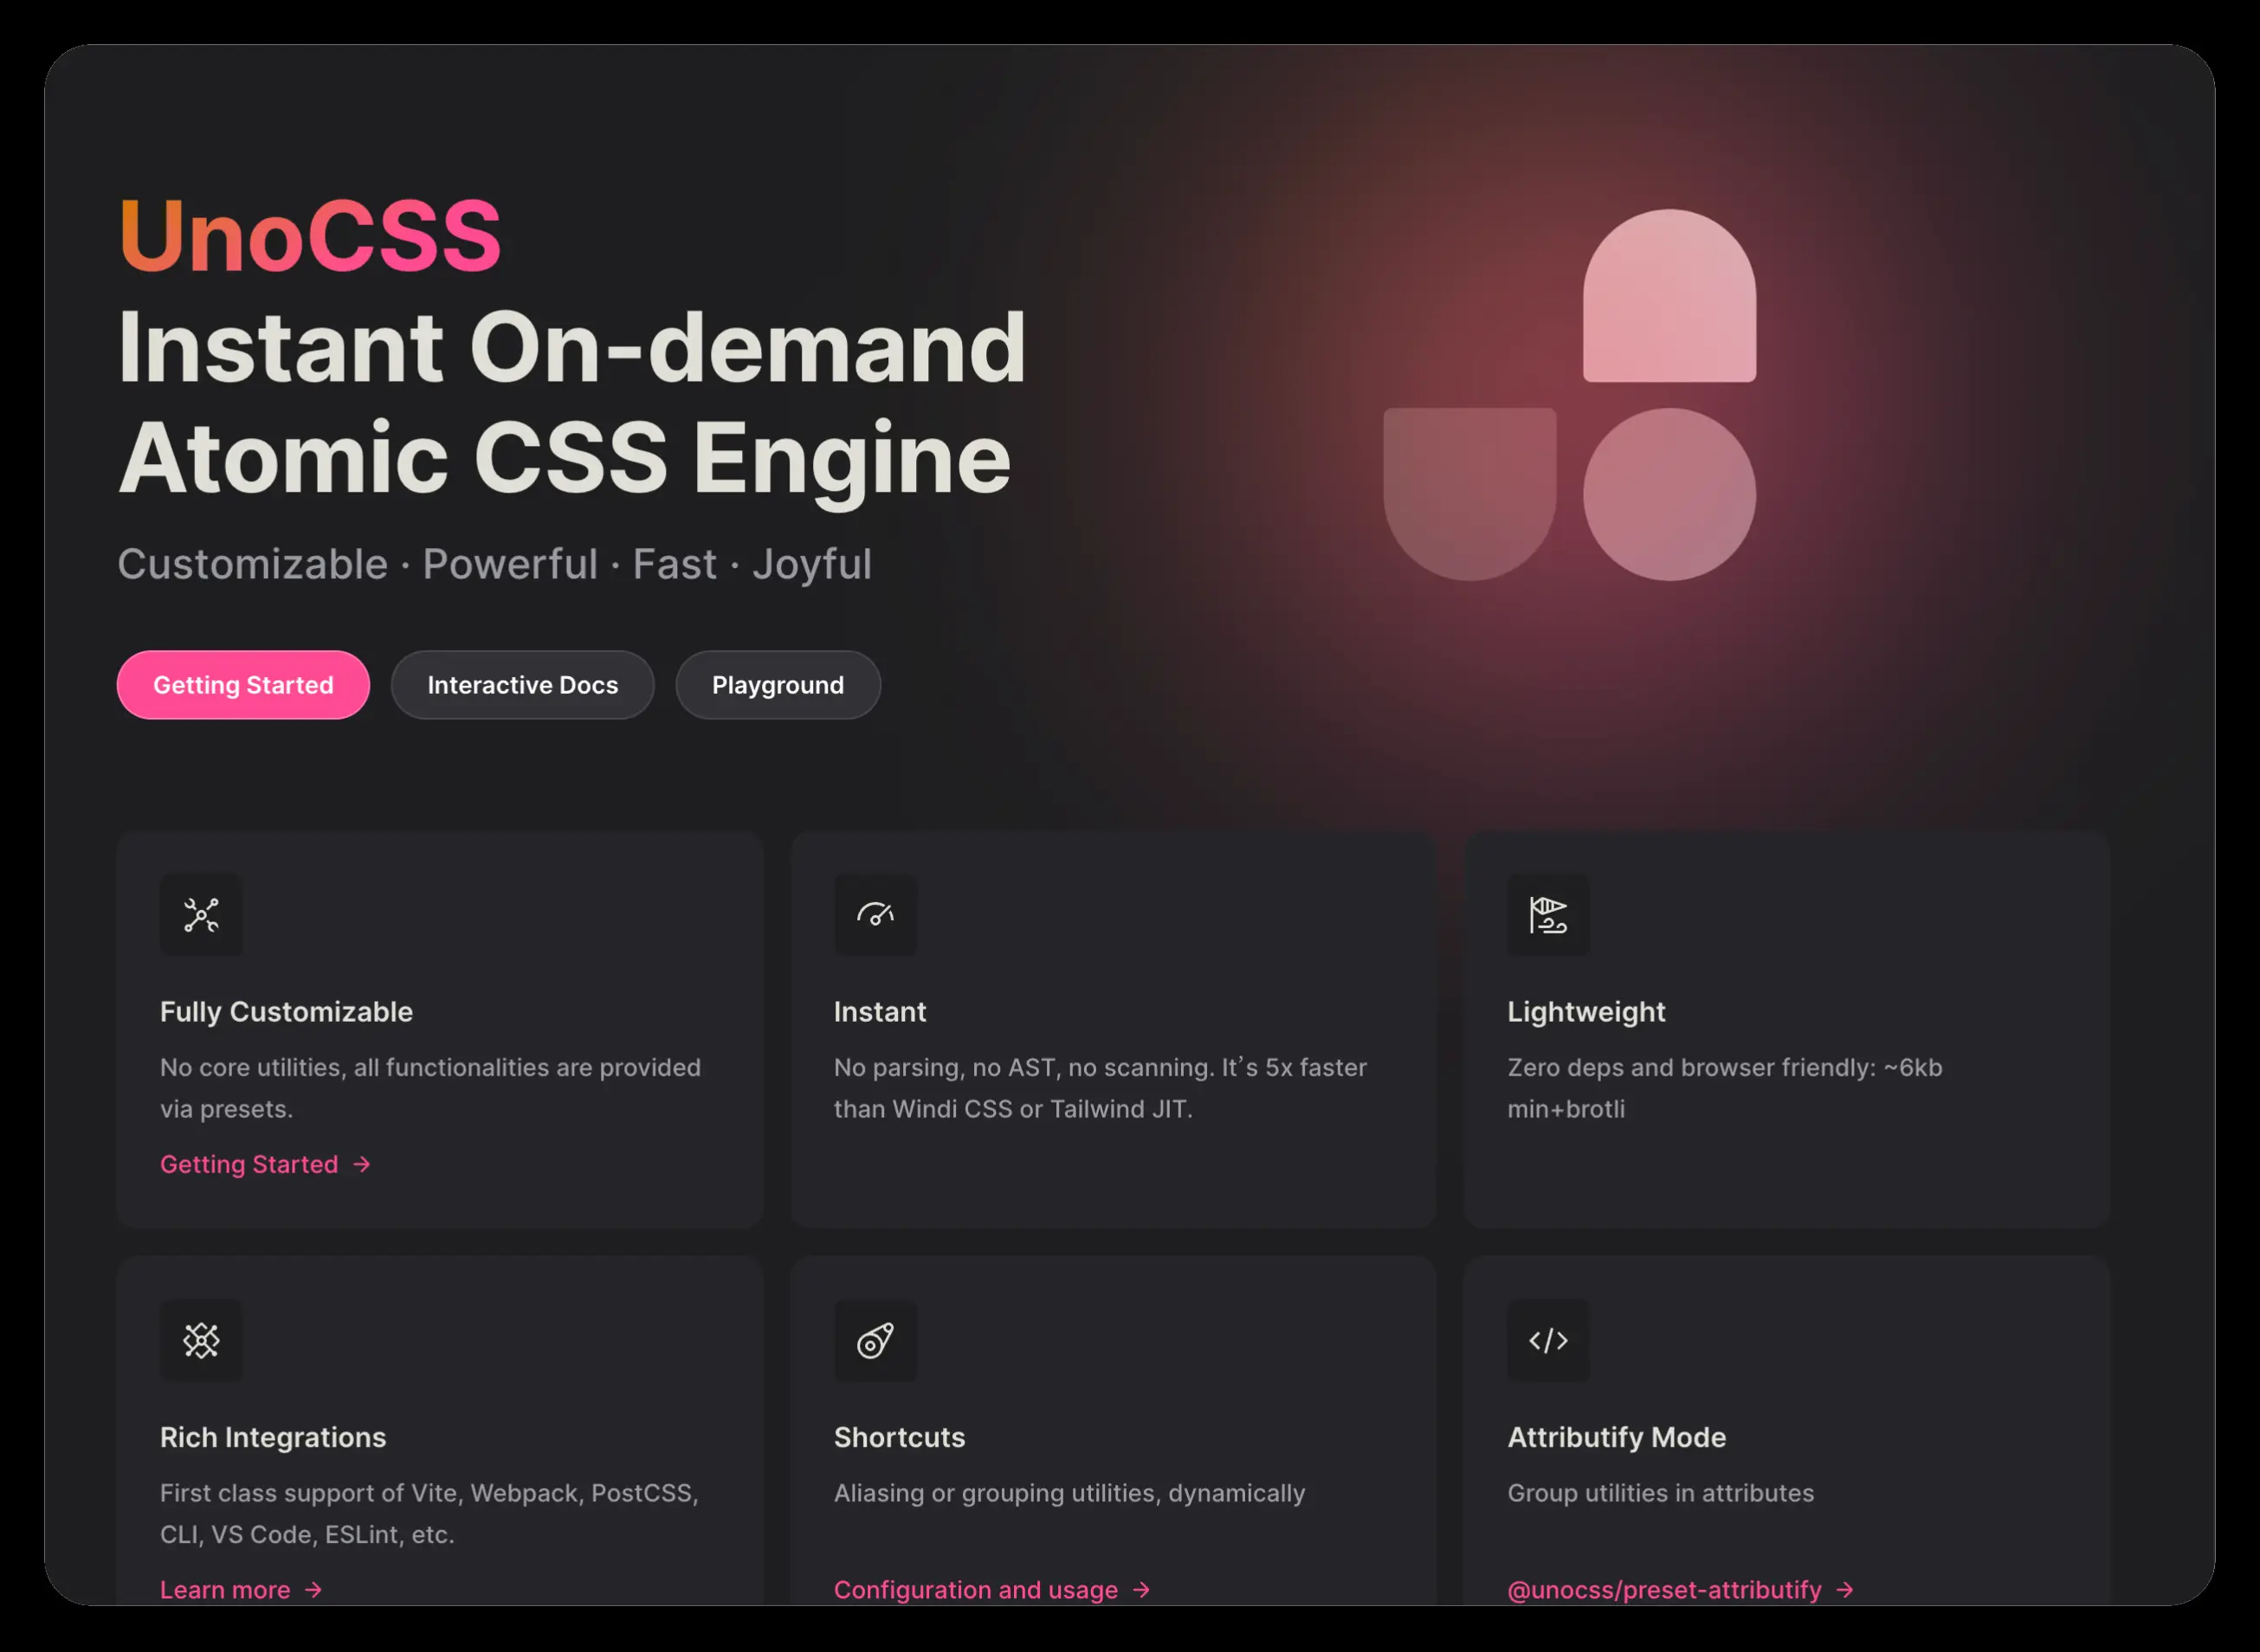 UnoCSS
Instant On-demand
Atomic CSS Engine
Customizable · Powerful · Fast · Joyful
Getting Started
Interactive Docs
Playground
Fully Customizable
No core utilities, all functionalities are provided
via presets.
Getting Started →
Instant
No parsing, no AST, no scanning. It’s 5x faster
than Windi CSS or Tailwind JIT.
Lightweight
Zero deps and browser friendly: ~6kb
min+brotli
Rich Integrations
First class support of Vite, Webpack, PostCSS,
CLI, VS Code, ESLint, etc.
Learn more →
Shortcuts
Aliasing or grouping utilities, dynamically
Configuration and usage →
Attributify Mode
Group utilities in attributes
@unocss/preset-attributify →